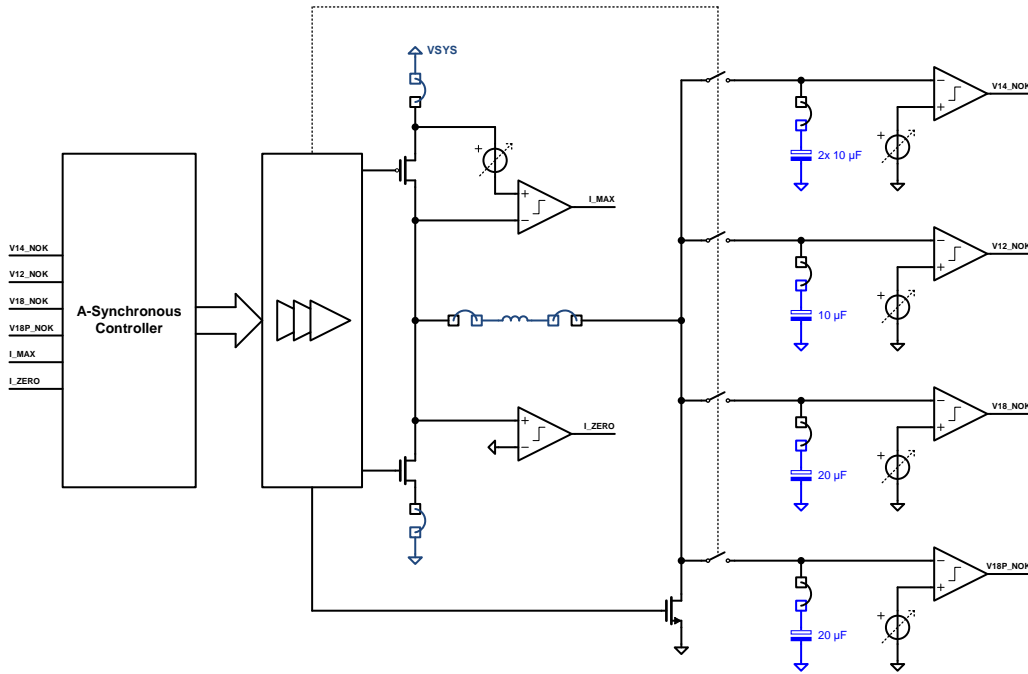 VSYS
V14_NOK
2x 10 µF
I_MAX
V14_NOK
V12_NOK
V18_NOK
V18P_NOK
I_MAX
I_ZERO
A-Synchronous
Controller
V12_NOK
10 µF
I_ZERO
V18_NOK
20 µF
V18P_NOK
20 µF